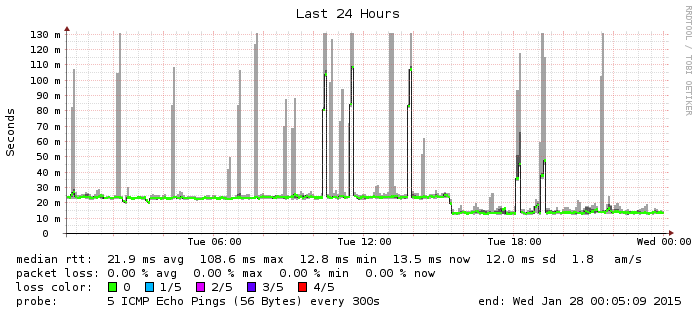 Last 24 Hours
RRDTOOL / TOBI OETIKER
Seconds
130 m
120 m
110 m
100 m
90 m
80 m
70 m
60 m
50 m
40 m
30 m
20 m
10 m
0
Tue 06:00 Tue 12:00 Tue 18:00 Wed 00:00
median rtt: 21.9 ms avg 108.6 ms max 12.8 ms min 13.5 ms now 12.0 ms sd 1.8 am/s
packet loss: 0.00 % avg 0.00 % max 0.00 % min 0.00 % now
loss color: 0 1/5 2/5 3/5 4/5
probe: 5 ICMP Echo Pings (56 Bytes) every 300s end: Wed Jan 28 00:05:09 2015